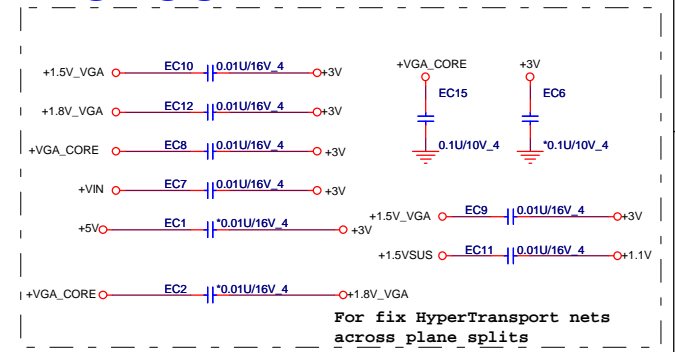 +1.5V_VGA EC10 0.01U/16V_4 +3V
+VGA_CORE +3V
EC15 EC6
+1.8V_VGA EC12 0.01U/16V_4 +3V
+VGA_CORE EC8 0.01U/16V_4 +3V
0.1U/10V_4 *0.1U/10V_4
+VIN EC7 0.01U/16V_4 +3V
+1.5V_VGA EC9 0.01U/16V_4 +3V
+5V EC1 *0.01U/16V_4 +3V
+1.5VSUS EC11 0.01U/16V_4 +1.1V
+VGA_CORE EC2 *0.01U/16V_4 +1.8V_VGA
For fix HyperTransport nets
across plane splits